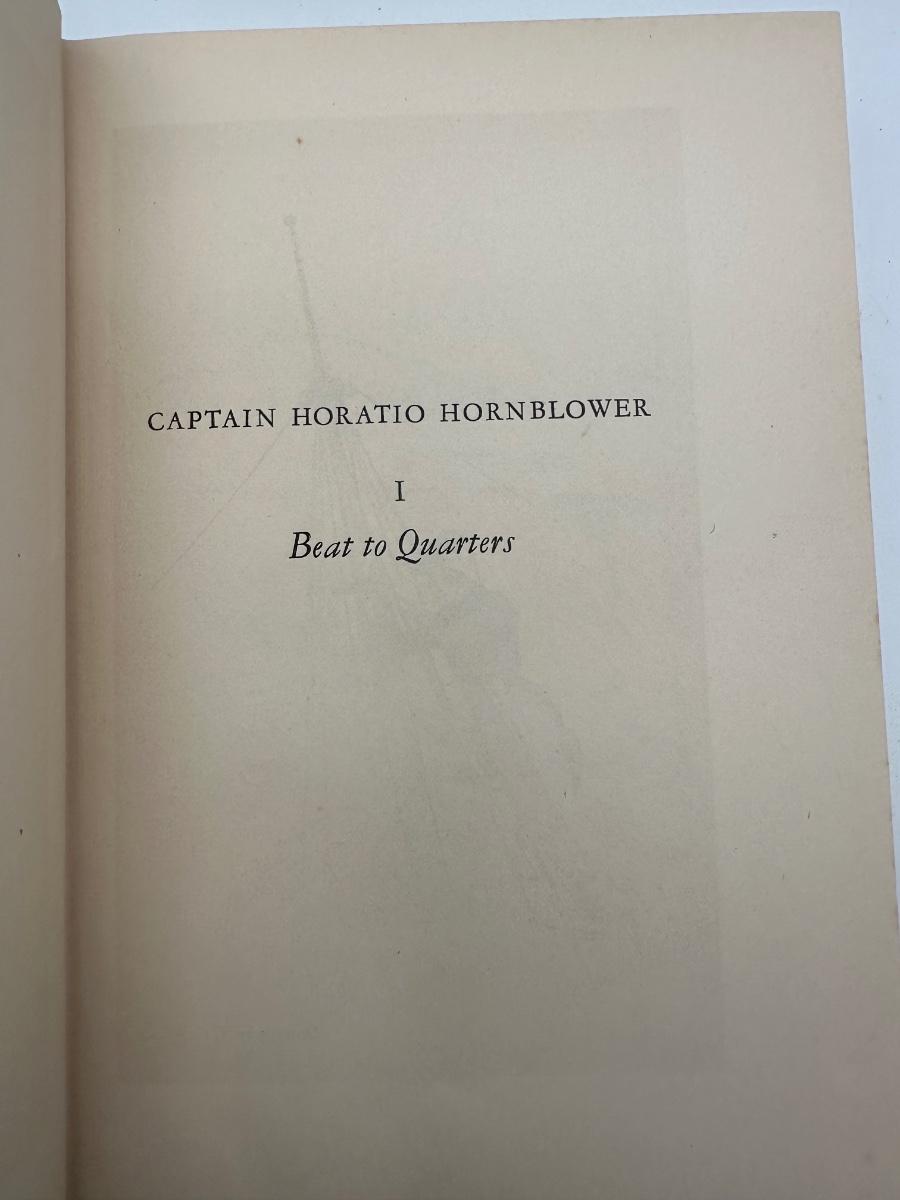 CAPTAIN HORATIO HORNBLOWER
I
Beat to Quarters